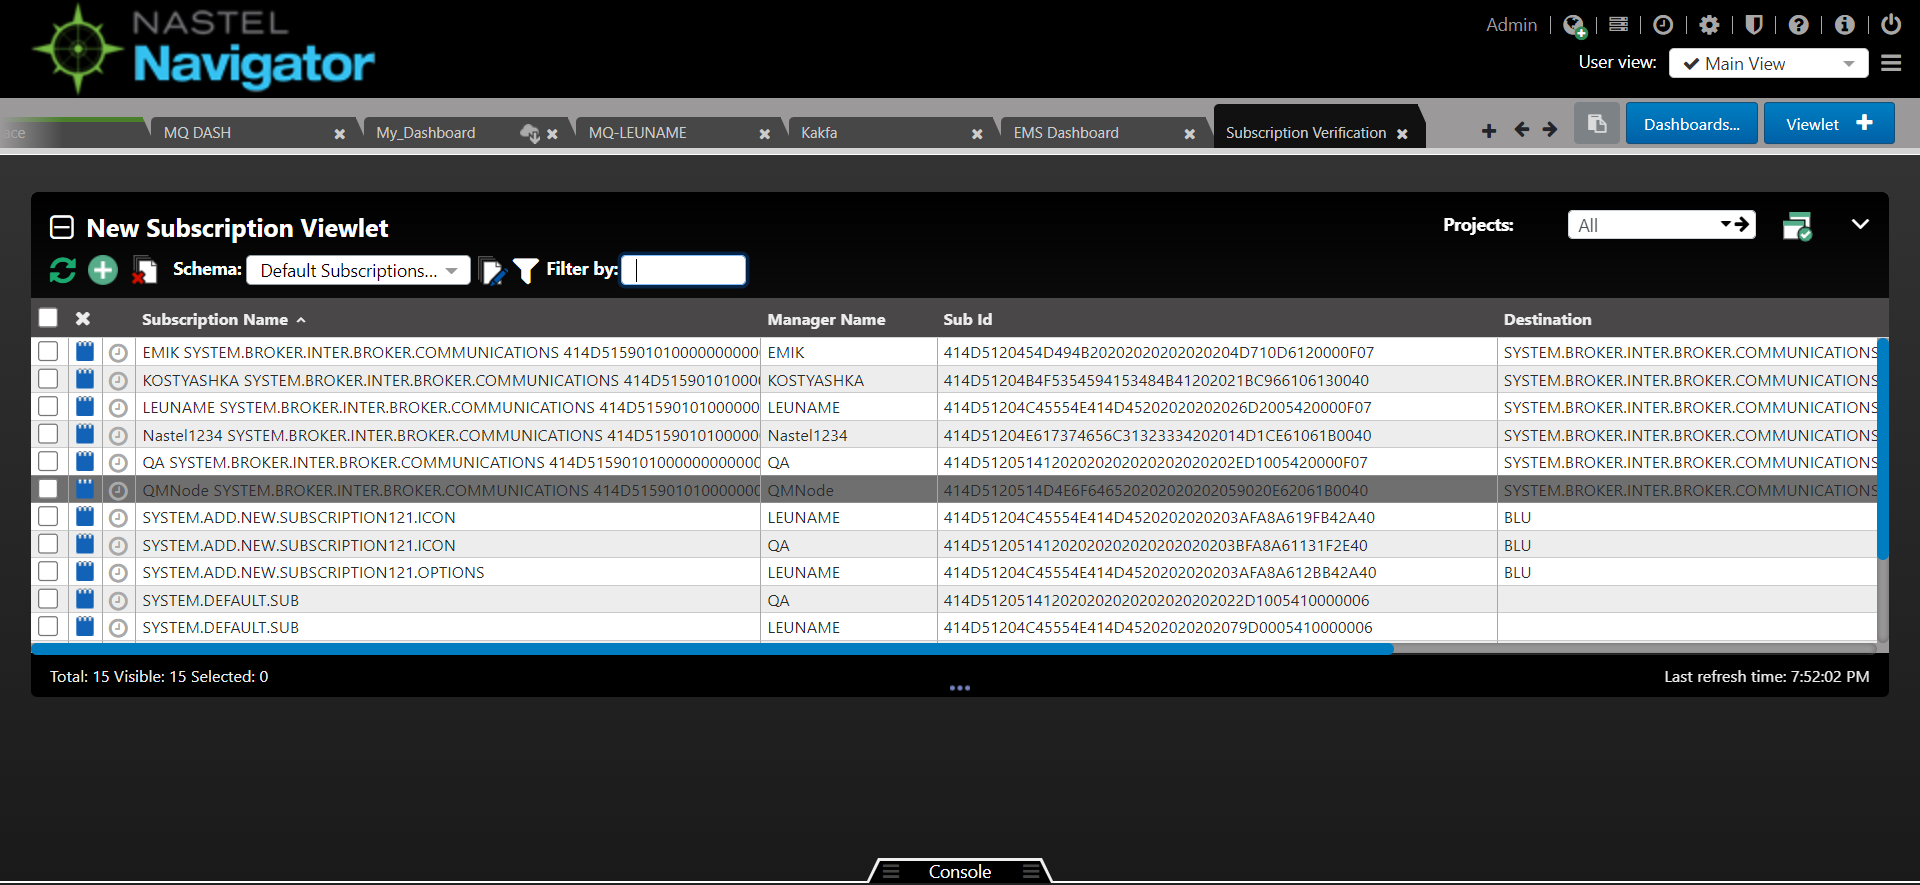 NASTEL
Navigator
Admin
User view: Main View
ace
MQ DASH
My_Dashboard
MQ-LEUNAME
Kakfa
EMS Dashboard
Subscription Verification
Dashboards...
Viewlet
New Subscription Viewlet
Projects: All
Schema: Default Subscriptions... Filter by:
Subscription Name Manager Name Sub Id Destination
EMIK SYSTEM.BROKER.INTER.BROKER.COMMUNICATIONS 414D515901010000000000 EMIK 414D5120454D494B20202020202020204D710D6120000F07 SYSTEM.BROKER.INTER.BROKER.COMMUNICATIONS
KOSTYASHKA SYSTEM.BROKER.INTER.BROKER.COMMUNICATIONS 414D5159010100000 KOSTYASHKA 414D51204B4F5354594153484B41202021BC966106130040 SYSTEM.BROKER.INTER.BROKER.COMMUNICATIONS
LEUNAME SYSTEM.BROKER.INTER.BROKER.COMMUNICATIONS 414D51590101000000 LEUNAME 414D51204C45554E414D45202020202026D2005420000F07 SYSTEM.BROKER.INTER.BROKER.COMMUNICATIONS
Nastel1234 SYSTEM.BROKER.INTER.BROKER.COMMUNICATIONS 414D51590101000000 Nastel1234 414D51204E617374656C31323334202014D1CE61061B0040 SYSTEM.BROKER.INTER.BROKER.COMMUNICATIONS
QA SYSTEM.BROKER.INTER.BROKER.COMMUNICATIONS 414D51590101000000000000 QA 414D5120514120202020202020202020202ED1005420000F07 SYSTEM.BROKER.INTER.BROKER.COMMUNICATIONS
QMNode SYSTEM.BROKER.INTER.BROKER.COMMUNICATIONS 414D515901010000000 QMNode 414D5120514D4E6F646520202020202059020E62061B0040 SYSTEM.BROKER.INTER.BROKER.COMMUNICATIONS
SYSTEM.ADD.NEW.SUBSCRIPTION121.ICON LEUNAME 414D51204C45554E414D4520202020203AFA8A619FB42A40 BLU
SYSTEM.ADD.NEW.SUBSCRIPTION121.ICON QA 414D512051412020202020202020202020203BFA8A61131F2E40 BLU
SYSTEM.ADD.NEW.SUBSCRIPTION121.OPTIONS LEUNAME 414D51204C45554E414D4520202020203AFA8A612BB42A40 BLU
SYSTEM.DEFAULT.SUB QA 414D5120514120202020202020202020202022D1005410000006
SYSTEM.DEFAULT.SUB LEUNAME 414D51204C45554E414D45202020202079D0005410000006
Total: 15 Visible: 15 Selected: 0
Last refresh time: 7:52:02 PM
Console